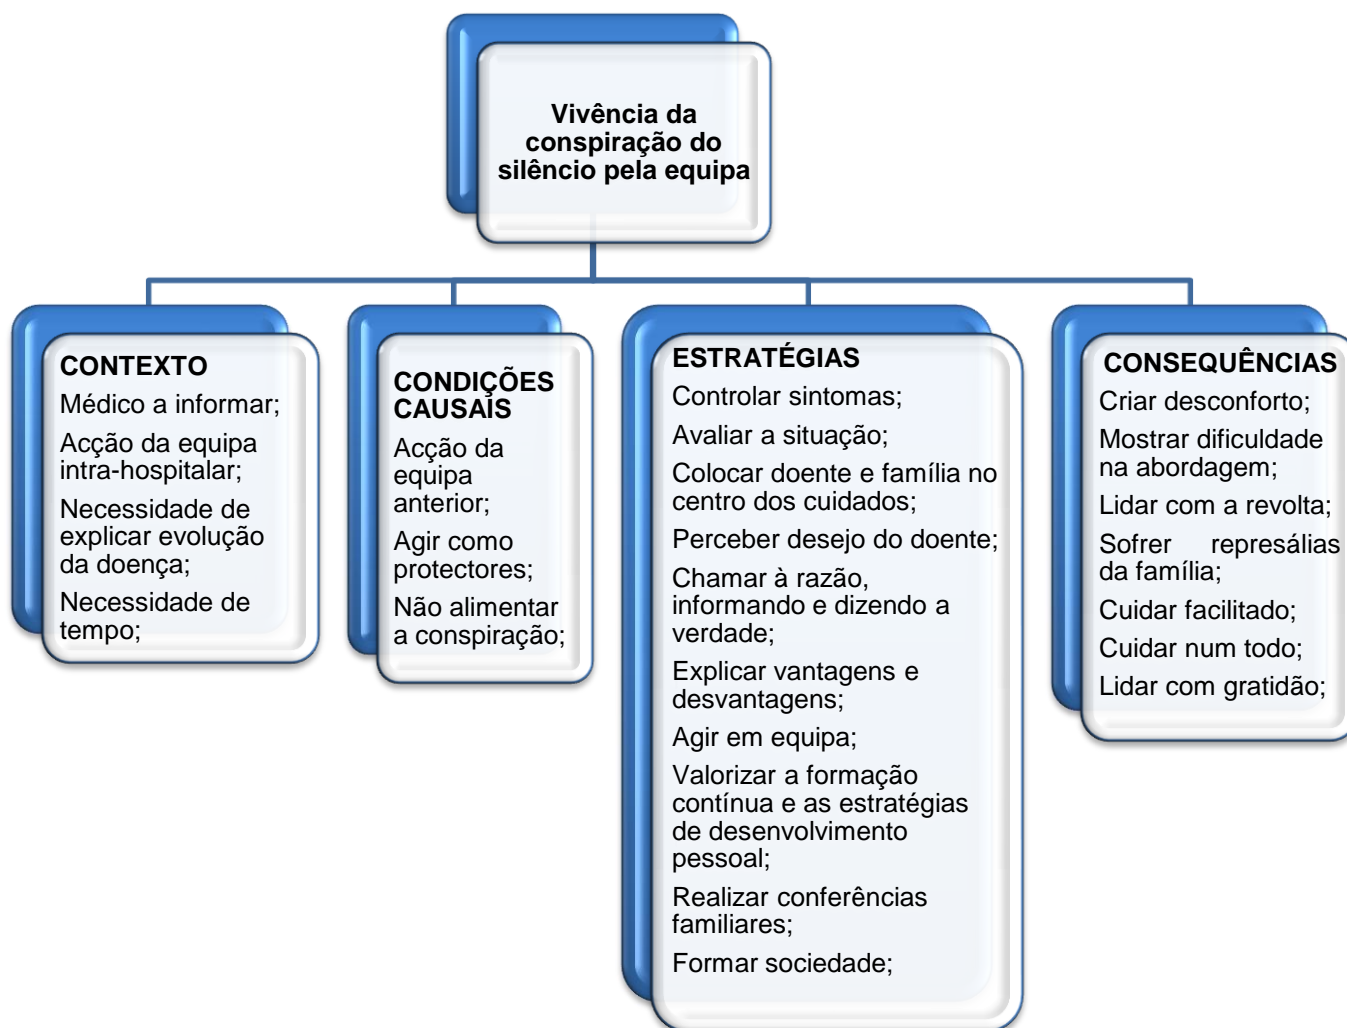 Vivência da
conspiração do
silêncio pela equipa
CONTEXTO
Médico a informar;
Acção da equipa
intra-hospitalar;
Necessidade de
explicar evolução
da doença;
Necessidade de
tempo;
CONDIÇÕES
CAUSAIS
Acção da
equipa
anterior;
Agir como
protectores;
Não alimentar
a conspiração;
ESTRATÉGIAS
Controlar sintomas;
Avaliar a situação;
Colocar doente e família no
centro dos cuidados;
Perceber desejo do doente;
Chamar à razão,
informando e dizendo a
verdade;
Explicar vantagens e
desvantagens;
Agir em equipa;
Valorizar a formação
contínua e as estratégias
de desenvolvimento
pessoal;
Realizar conferências
familiares;
Formar sociedade;
CONSEQUÊNCIAS
Criar desconforto;
Mostrar dificuldade
na abordagem;
Lidar com a revolta;
Sofrer represálias
da família;
Cuidar facilitado;
Cuidar num todo;
Lidar com gratidão;